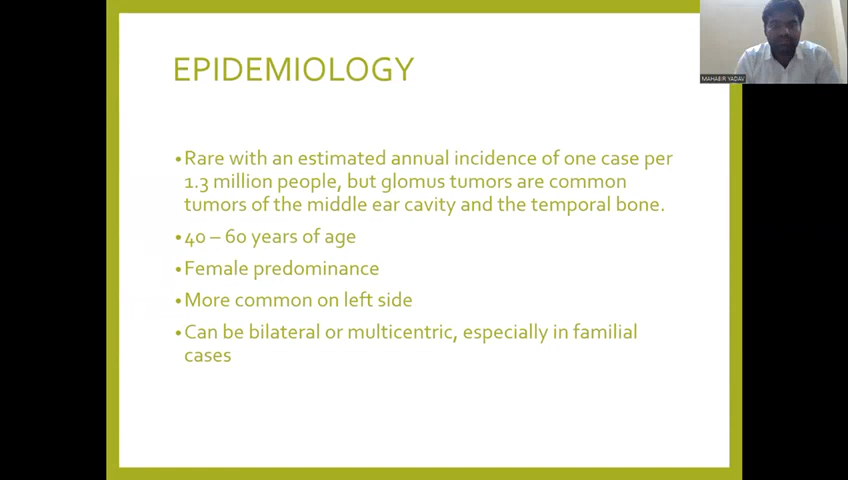 EPIDEMIOLOGY
MAHABIR YADAV
• Rare with an estimated annual incidence of one case per
1.3 million people, but glomus tumors are common
tumors of the middle ear cavity and the temporal bone.
• 40 – 60 years of age
• Female predominance
• More common on left side
• Can be bilateral or multicentric, especially in familial
cases